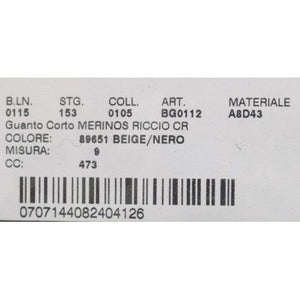 B.LN. STG. COLL. ART. MATERIALE
0115 153 0105 BG0112 A8D43
Guanto Corto MERINOS RICCIO CR
COLORE: 89651 BEIGE/NERO
MISURA: 9
CC: 473
0707144082404126